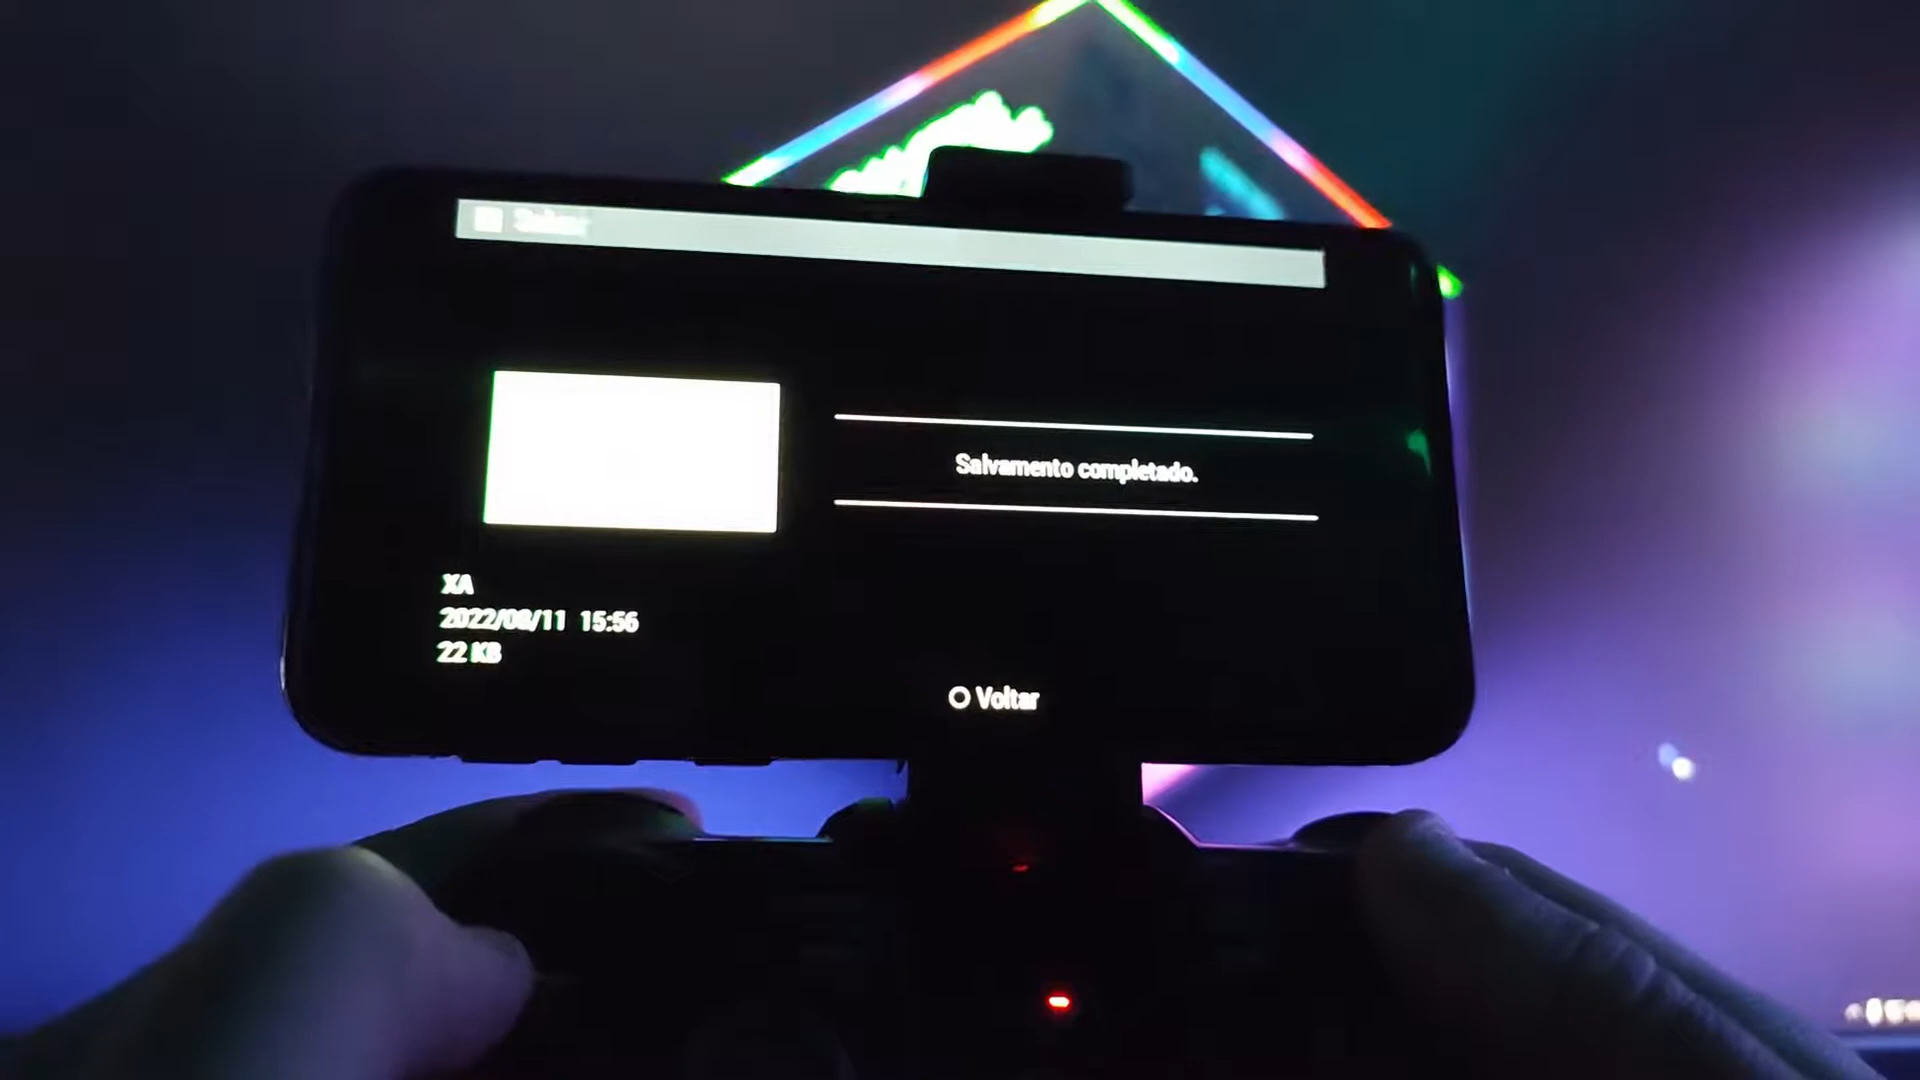 Salvamento completado.
XA
2022/08/11 15:56
22 KB
Voltar